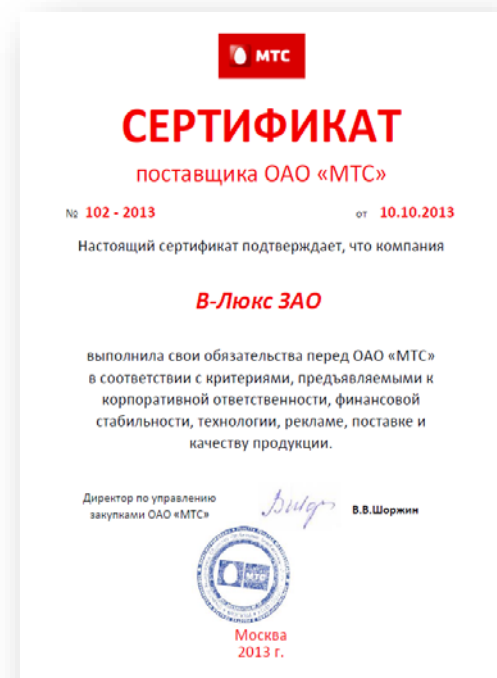 МТС
СЕРТИФИКАТ
поставщика ОАО «МТС»
№ 102 - 2013 от 10.10.2013
Настоящий сертификат подтверждает, что компания
В-Люкс ЗАО
выполнила свои обязательства перед ОАО «МТС»
в соответствии с критериями, предъявляемыми к
корпоративной ответственности, финансовой
стабильности, технологии, рекламе, поставке и
качеству продукции.
Директор по управлению
закупками ОАО «МТС»
В.В.Шоржин
МТС
Москва
2013 г.